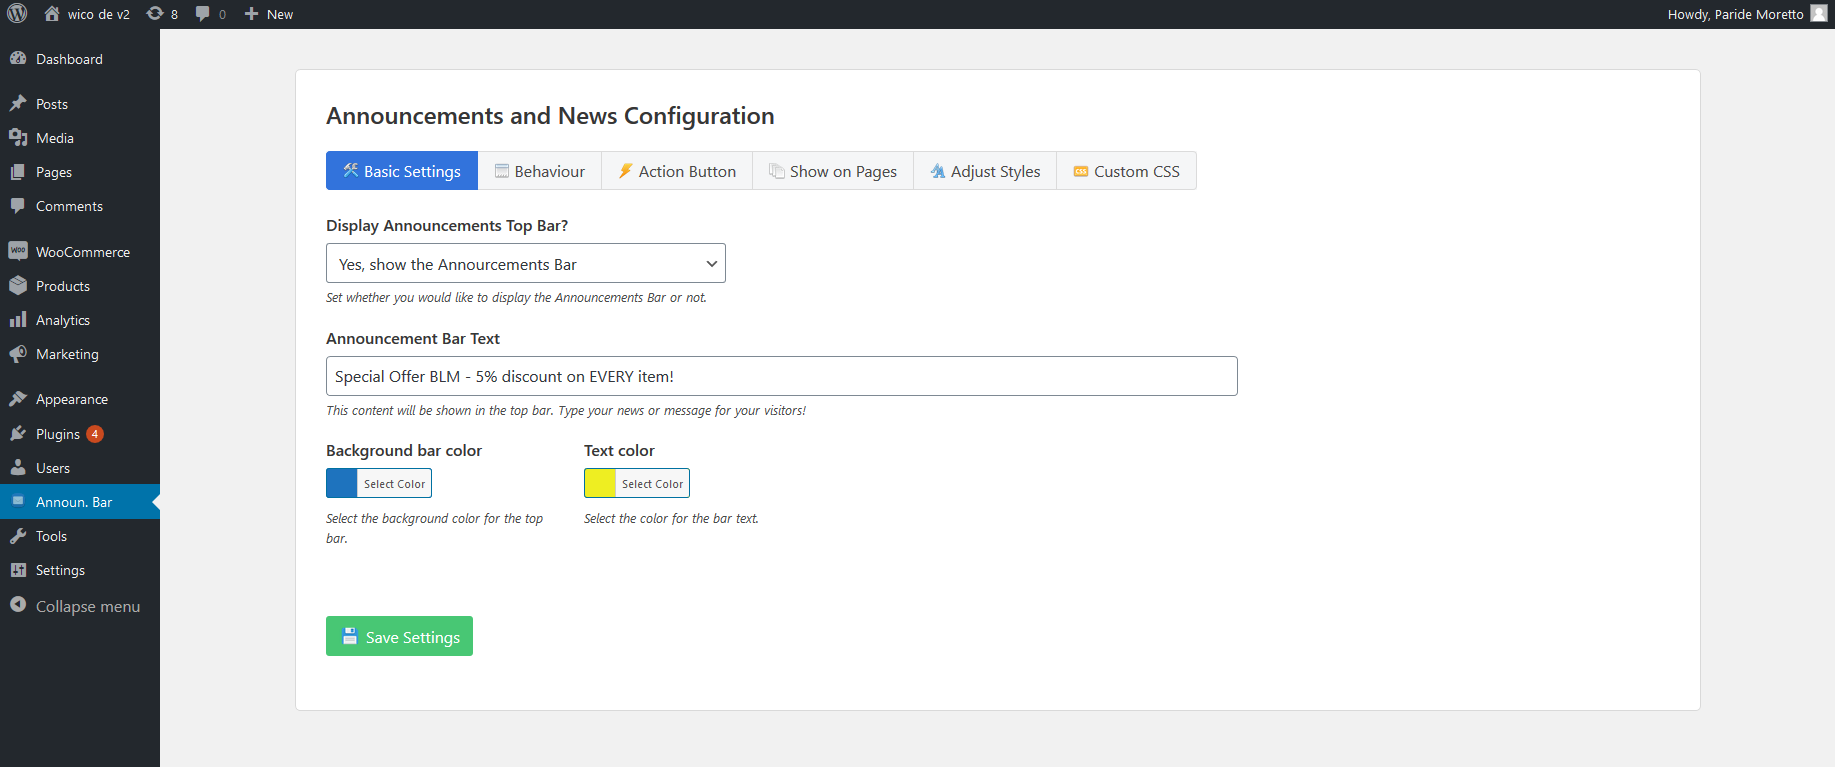 wico de v2 8 0 New Howdy, Paride Moretto
Dashboard
Posts
Media
Pages
Comments
WOO WooCommerce
Products
Analytics
Marketing
Appearance
Plugins 4
Users
Announ. Bar
Tools
Settings
Collapse menu
Announcements and News Configuration
Basic Settings Behaviour Action Button Show on Pages Adjust Styles CSS Custom CSS
Display Announcements Top Bar?
Yes, show the Annourcements Bar
Set whether you would like to display the Announcements Bar or not.
Announcement Bar Text
Special Offer BLM - 5% discount on EVERY item!
This content will be shown in the top bar. Type your news or message for your visitors!
Background bar color Text color
Select Color Select Color
Select the background color for the top Select the color for the bar text.
bar.
Save Settings